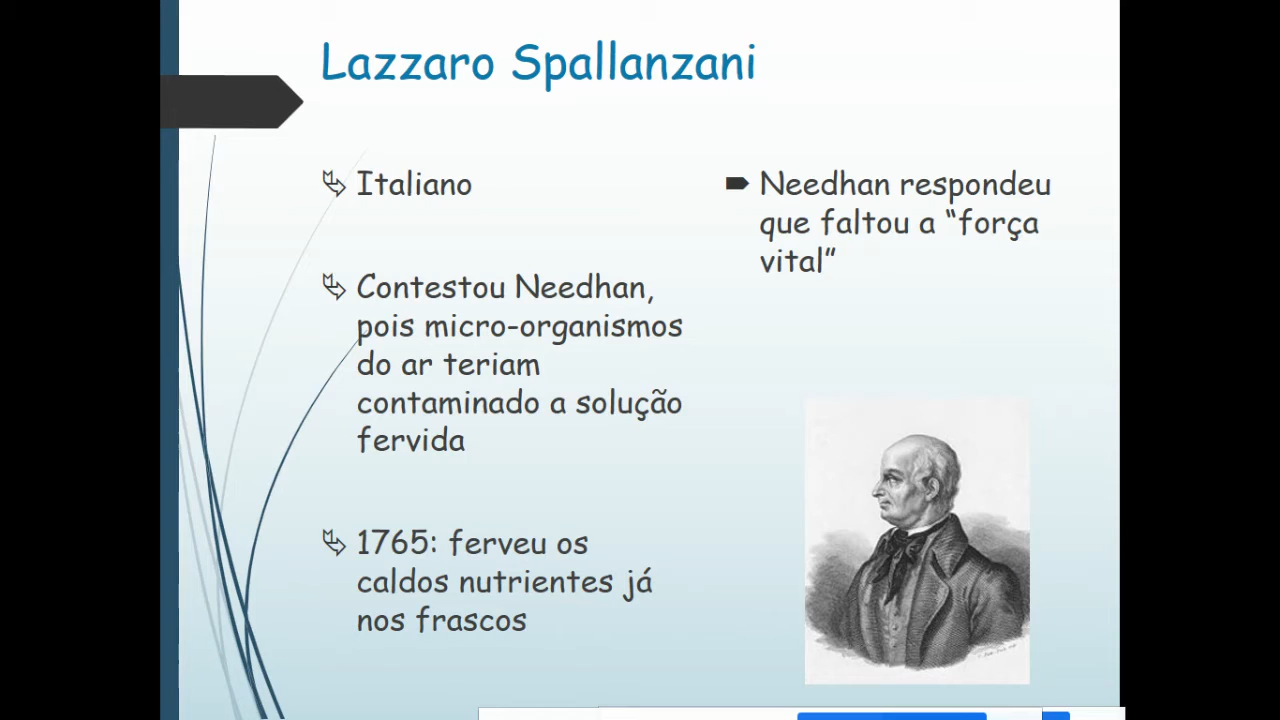 Lazzaro Spallanzani
Italiano
Contestou Needhan,
pois micro-organismos
do ar teriam
contaminado a solução
fervida
1765: ferveu os
caldos nutrientes já
nos frascos
Needhan respondeu
que faltou a “força
vital”